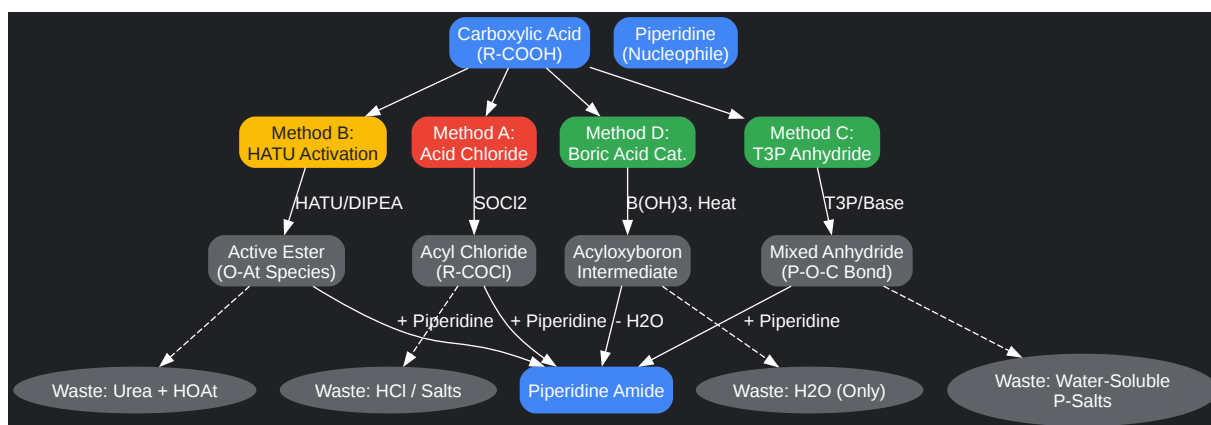 Carboxylic Acid
(R-COOH)
Piperidine
(Nucleophile)
Method B:
HATU Activation
Method A:
Acid Chloride
Method D:
Boric Acid Cat.
Method C:
T3P Anhydride
HATU/DIPEA
SOCl2
B(OH)3, Heat
T3P/Base
Active Ester
(O-At Species)
Acyl Chloride
(R-COCl)
Acyloxyboron
Intermediate
Mixed Anhydride
(P-O-C Bond)
+ Piperidine
+ Piperidine
- H2O
+ Piperidine
Waste: Urea + HOAt
Waste: HCl / Salts
Piperidine Amide
Waste: H2O (Only)
Waste: Water-Soluble
P-Salts